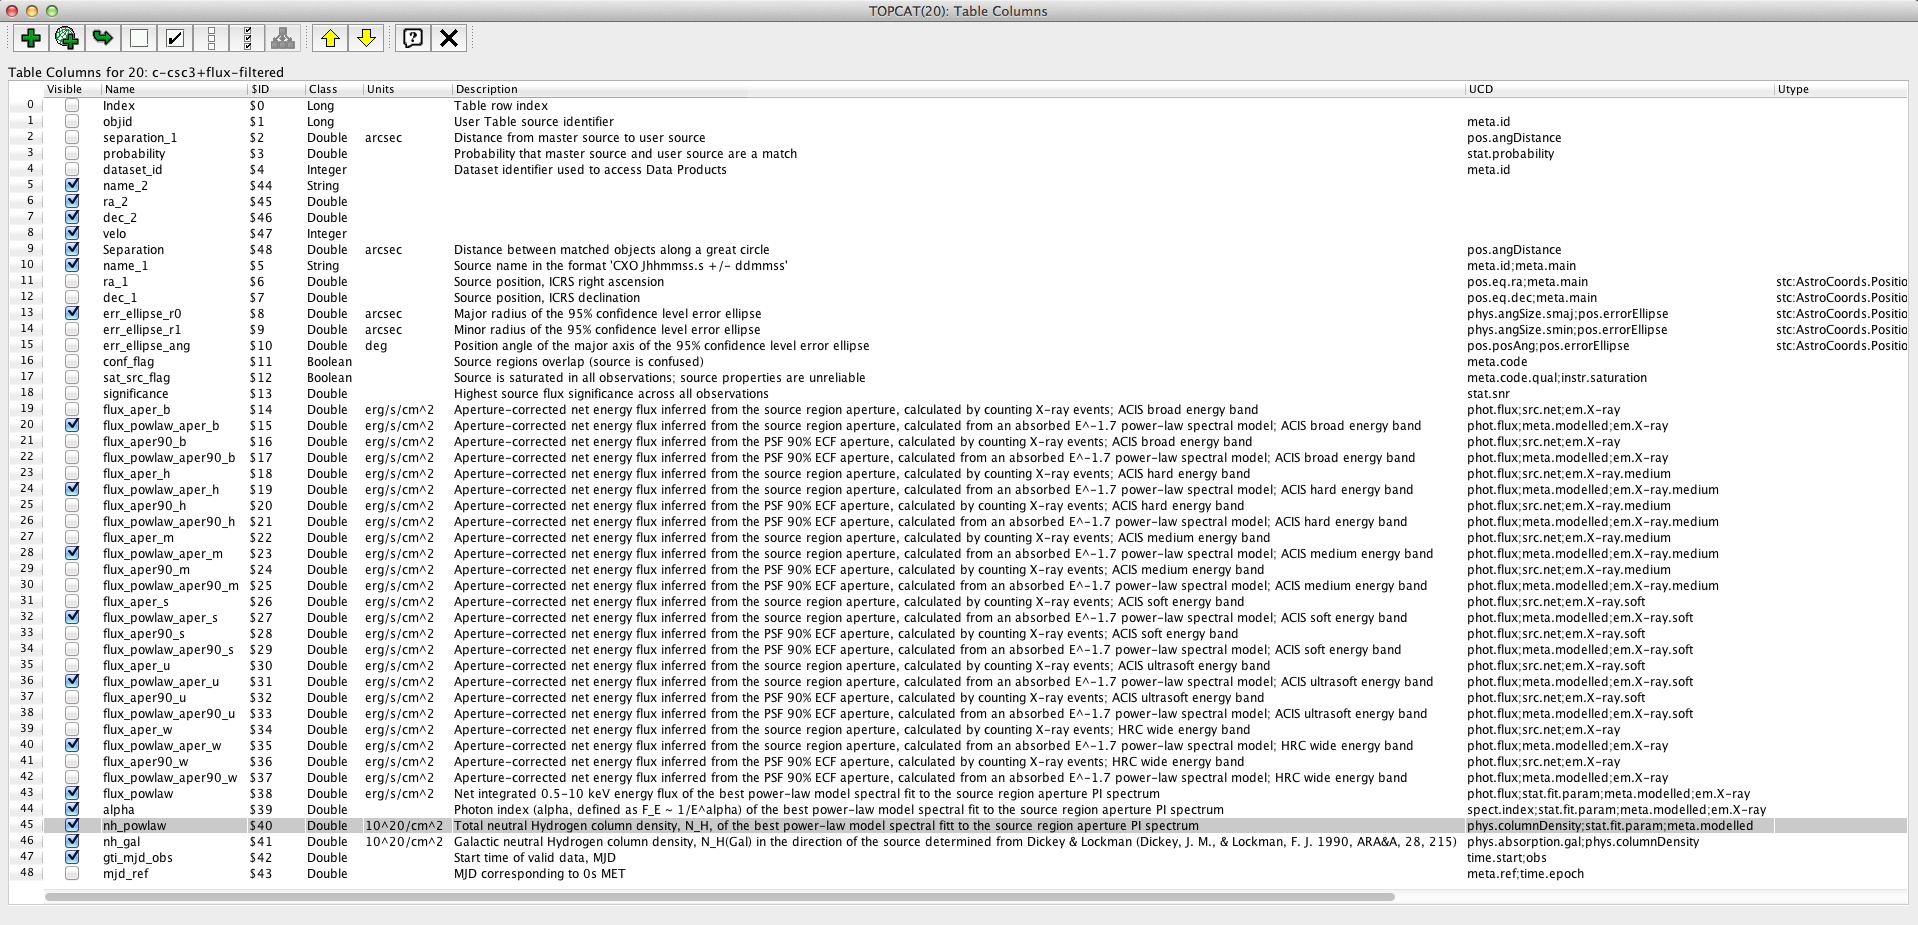 TOPCAT(20): Table Columns
Table Columns for 20: c-csc3+flux-filtered
Visible Name $ID Class Units Description UCD Utype
0 Index $0 Long Table row index
1 objid $1 Long User Table source identifier meta.id
2 separation_1 $2 Double arcsec Distance from master source to user source pos.angDistance
3 probability $3 Double Probability that master source and user source are a match stat.probability
4 dataset_id $4 Integer Dataset identifier used to access Data Products meta.id
5 name_2 $44 String
6 ra_2 $45 Double
7 dec_2 $46 Double
8 velo $47 Integer
9 Separation $48 Double arcsec Distance between matched objects along a great circle pos.angDistance
10 name_1 $5 String Source name in the format 'CXO Jhhmmss.s +/- ddmmss' meta.id;meta.main
11 ra_1 $6 Double Source position, ICRS right ascension pos.eq.ra;meta.main stc:AstroCoords.Positio
12 dec_1 $7 Double Source position, ICRS declination pos.eq.dec;meta.main stc:AstroCoords.Positio
13 err_ellipse_r0 $8 Double arcsec Major radius of the 95% confidence level error ellipse phys.angSize.smaj;pos.errorEllipse stc:AstroCoords.Positio
14 err_ellipse_r1 $9 Double arcsec Minor radius of the 95% confidence level error ellipse phys.angSize.smin;pos.errorEllipse stc:AstroCoords.Positio
15 err_ellipse_ang $10 Double deg Position angle of the major axis of the 95% confidence level error ellipse pos.posAng;pos.errorEllipse stc:AstroCoords.Positio
16 conf_flag $11 Boolean Source regions overlap (source is confused) meta.code
17 sat_src_flag $12 Boolean Source is saturated in all observations; source properties are unreliable meta.code.qual;instr.saturation
18 significance $13 Double Highest source flux significance across all observations stat.snr
19 flux_aper_b $14 Double erg/s/cm^2 Aperture-corrected net energy flux inferred from the source region aperture, calculated by counting X-ray events; ACIS broad energy band phot.flux;src.net;em.X-ray
20 flux_powlaw_aper_b $15 Double erg/s/cm^2 Aperture-corrected net energy flux inferred from the source region aperture, calculated from an absorbed E^-1.7 power-law spectral model; ACIS broad energy band phot.flux;meta.modelled;em.X-ray
21 flux_aper90_b $16 Double erg/s/cm^2 Aperture-corrected net energy flux inferred from the PSF 90% ECF aperture, calculated by counting X-ray events; ACIS broad energy band phot.flux;src.net;em.X-ray
22 flux_powlaw_aper90_b $17 Double erg/s/cm^2 Aperture-corrected net energy flux inferred from the PSF 90% ECF aperture, calculated from an absorbed E^-1.7 power-law spectral model; ACIS broad energy band phot.flux;meta.modelled;em.X-ray
23 flux_aper_h $18 Double erg/s/cm^2 Aperture-corrected net energy flux inferred from the source region aperture, calculated by counting X-ray events; ACIS hard energy band phot.flux;src.net;em.X-ray.medium
24 flux_powlaw_aper_h $19 Double erg/s/cm^2 Aperture-corrected net energy flux inferred from the source region aperture, calculated from an absorbed E^-1.7 power-law spectral model; ACIS hard energy band phot.flux;meta.modelled;em.X-ray.medium
25 flux_aper90_h $20 Double erg/s/cm^2 Aperture-corrected net energy flux inferred from the PSF 90% ECF aperture, calculated by counting X-ray events; ACIS hard energy band phot.flux;src.net;em.X-ray.medium
26 flux_powlaw_aper90_h $21 Double erg/s/cm^2 Aperture-corrected net energy flux inferred from the PSF 90% ECF aperture, calculated from an absorbed E^-1.7 power-law spectral model; ACIS hard energy band phot.flux;meta.modelled;em.X-ray.medium
27 flux_aper_m $22 Double erg/s/cm^2 Aperture-corrected net energy flux inferred from the source region aperture, calculated by counting X-ray events; ACIS medium energy band phot.flux;src.net;em.X-ray.medium
28 flux_powlaw_aper_m $23 Double erg/s/cm^2 Aperture-corrected net energy flux inferred from the source region aperture, calculated from an absorbed E^-1.7 power-law spectral model; ACIS medium energy band phot.flux;meta.modelled;em.X-ray.medium
29 flux_aper90_m $24 Double erg/s/cm^2 Aperture-corrected net energy flux inferred from the PSF 90% ECF aperture, calculated by counting X-ray events; ACIS medium energy band phot.flux;src.net;em.X-ray.medium
30 flux_powlaw_aper90_m $25 Double erg/s/cm^2 Aperture-corrected net energy flux inferred from the PSF 90% ECF aperture, calculated from an absorbed E^-1.7 power-law spectral model; ACIS medium energy band phot.flux;meta.modelled;em.X-ray.medium
31 flux_aper_s $26 Double erg/s/cm^2 Aperture-corrected net energy flux inferred from the source region aperture, calculated by counting X-ray events; ACIS soft energy band phot.flux;src.net;em.X-ray.soft
32 flux_powlaw_aper_s $27 Double erg/s/cm^2 Aperture-corrected net energy flux inferred from the source region aperture, calculated from an absorbed E^-1.7 power-law spectral model; ACIS soft energy band phot.flux;meta.modelled;em.X-ray.soft
33 flux_aper90_s $28 Double erg/s/cm^2 Aperture-corrected net energy flux inferred from the PSF 90% ECF aperture, calculated by counting X-ray events; ACIS soft energy band phot.flux;src.net;em.X-ray.soft
34 flux_powlaw_aper90_s $29 Double erg/s/cm^2 Aperture-corrected net energy flux inferred from the PSF 90% ECF aperture, calculated from an absorbed E^-1.7 power-law spectral model; ACIS soft energy band phot.flux;meta.modelled;em.X-ray.soft
35 flux_aper_u $30 Double erg/s/cm^2 Aperture-corrected net energy flux inferred from the source region aperture, calculated by counting X-ray events; ACIS ultrasoft energy band phot.flux;src.net;em.X-ray.soft
36 flux_powlaw_aper_u $31 Double erg/s/cm^2 Aperture-corrected net energy flux inferred from the source region aperture, calculated from an absorbed E^-1.7 power-law spectral model; ACIS ultrasoft energy band phot.flux;meta.modelled;em.X-ray.soft
37 flux_aper90_u $32 Double erg/s/cm^2 Aperture-corrected net energy flux inferred from the PSF 90% ECF aperture, calculated by counting X-ray events; ACIS ultrasoft energy band phot.flux;src.net;em.X-ray.soft
38 flux_powlaw_aper90_u $33 Double erg/s/cm^2 Aperture-corrected net energy flux inferred from the PSF 90% ECF aperture, calculated from an absorbed E^-1.7 power-law spectral model; ACIS ultrasoft energy band phot.flux;meta.modelled;em.X-ray.soft
39 flux_aper_w $34 Double erg/s/cm^2 Aperture-corrected net energy flux inferred from the source region aperture, calculated by counting X-ray events; HRC wide energy band phot.flux;src.net;em.X-ray
40 flux_powlaw_aper_w $35 Double erg/s/cm^2 Aperture-corrected net energy flux inferred from the source region aperture, calculated from an absorbed E^-1.7 power-law spectral model; HRC wide energy band phot.flux;meta.modelled;em.X-ray
41 flux_aper90_w $36 Double erg/s/cm^2 Aperture-corrected net energy flux inferred from the PSF 90% ECF aperture, calculated by counting X-ray events; HRC wide energy band phot.flux;src.net;em.X-ray
42 flux_powlaw_aper90_w $37 Double erg/s/cm^2 Aperture-corrected net energy flux inferred from the PSF 90% ECF aperture, calculated from an absorbed E^-1.7 power-law spectral model; HRC wide energy band phot.flux;meta.modelled;em.X-ray
43 flux_powlaw $38 Double erg/s/cm^2 Net integrated 0.5-10 keV energy flux of the best power-law model spectral fit to the source region aperture PI spectrum phot.flux;stat.fit.param;meta.modelled;em.X-ray
44 alpha $39 Double Photon index (alpha, defined as F_E ~ 1/E^alpha) of the best power-law model spectral fit to the source region aperture PI spectrum spect.index;stat.fit.param;meta.modelled;em.X-ray
45 nh_powlaw $40 Double 10^20/cm^2 Total neutral Hydrogen column density, N_H, of the best power-law model spectral fitt to the source region aperture PI spectrum phys.columnDensity;stat.fit.param;meta.modelled
46 nh_gal $41 Double 10^20/cm^2 Galactic neutral Hydrogen column density, N_H(Gal) in the direction of the source determined from Dickey & Lockman (Dickey, J. M., & Lockman, F. J. 1990, ARA&A, 28, 215) phys.absorption.gal;phys.columnDensity
47 gti_mjd_obs $42 Double Start time of valid data, MJD time.start;obs
48 mjd_ref $43 Double MJD corresponding to 0s MET meta.ref;time.epoch